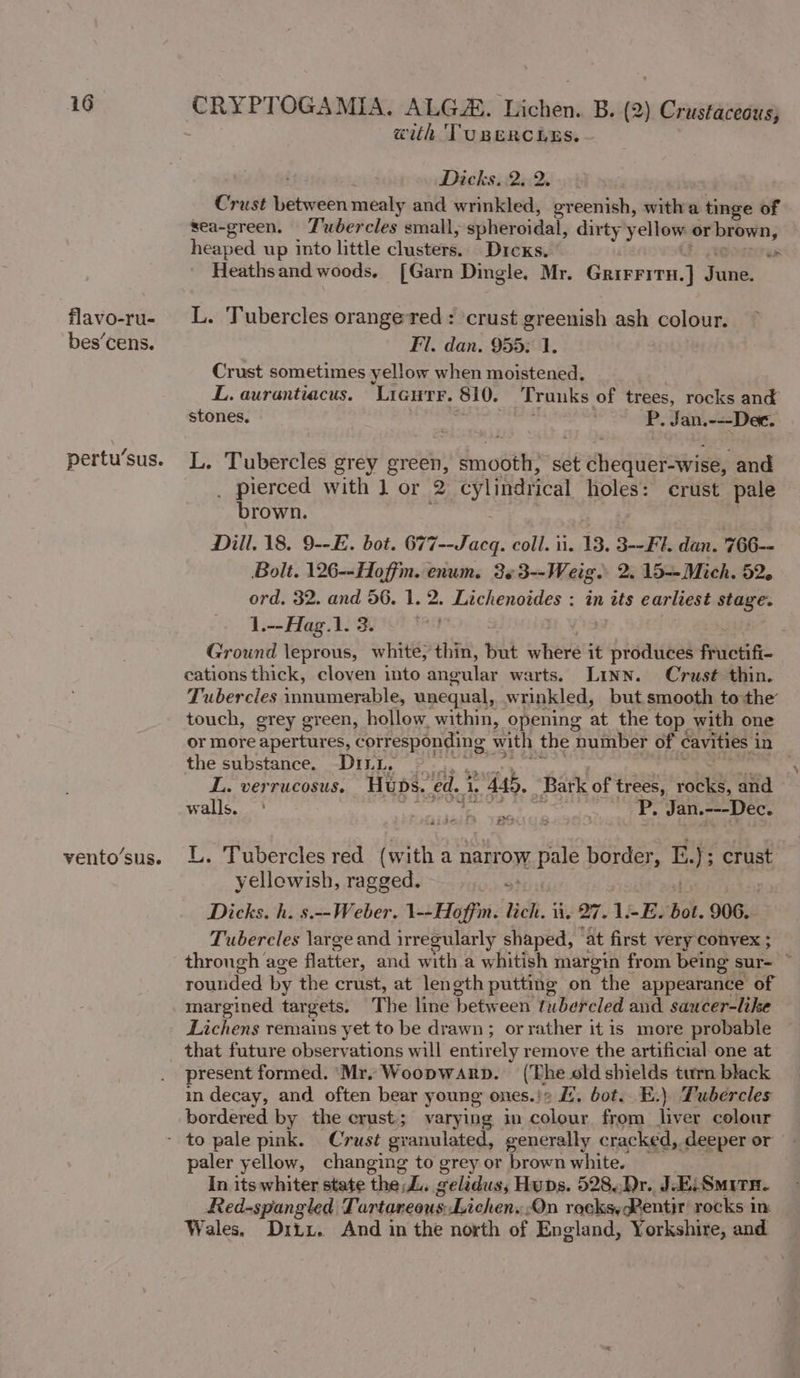 16 CRYPTOGAMIA. ALGÆ. Lichen. B. (2) Crustaceous,
with TUBERCLES.
Dicks. 2. 2.
Crust between mealy and wrinkled, greenish, with a tinge of
sea-green. Tubercles small, spheroidal, dirty yellow or brown,
heaped up into little clusters. DICKS.
Heaths and woods. [Garn Dingle. Mr. GRIFFITH.] June.
flavo-ru- L. Tubercles orange red: crust greenish ash colour.
bes'cens. Fl. dan. 955. 1.
Crust sometimes yellow when moistened.
L. aurantiacus. LIGHTF. 810. Trunks of trees, rocks and
stones. P. Jan.---Dec.
pertu'sus. L. Tubercles grey green, smooth, set chequer-wise, and
pierced with 1 or 2 cylindrical holes: crust pale
brown.
Dill. 18. 9--E. bot. 677--Jacq. coll. ii. 13. 3--Fl. dan. 766--
Bolt. 126--Hoffm. enum. 3. 3--Weig. 2. 15--Mich. 52.
ord. 32. and 56. 1. 2. Lichenoides : in its earliest stage.
1.--Hag. 1. 3.
Ground leprous, white, thin, but where it produces fructifi-
cations thick, cloven into angular warts. LINN. Crust thin.
Tubercles innumerable, unequal, wrinkled, but smooth to the
touch, grey green, hollow within, opening at the top with one
or more apertures, corresponding with the number of cavities in
the substance. DILL.
L. verrucosus. HUDS. ed. i. 445. Bark of trees, rocks, and
walls. P. Jan.---Dec.
vento'sus. L. Tubercles red (with a narrow pale border, E.); crust
yellowish, ragged.
Dicks. h. s.--Weber. 1--Hoffm. lich. ii. 27. 1.-E. bot. 906.
Tubercles large and irregularly shaped, at first very convex;
through age flatter, and with a whitish margin from being sur-
rounded by the crust, at length putting on the appearance of
margined targets. The line between tubercled and saucer-like
Lichens remains yet to be drawn; or rather it is more probable
that future observations will entirely remove the artificial one at
present formed. Mr. WOODWARD. (The old shields turn black
in decay, and often bear young ones. E. bot. E.) Tubercles
bordered by the crust; varying in colour from liver colour
to pale pink. Crust granulated, generally cracked, deeper or
paler yellow, changing to grey or brown white.
In its whiter state the L. gelidus, HUDS. 528. Dr. J. E. SMITH.
Red-spangled Tartareous Lichen. On rocks, Pentir rocks in
Wales. DILL. And in the north of England, Yorkshire, and